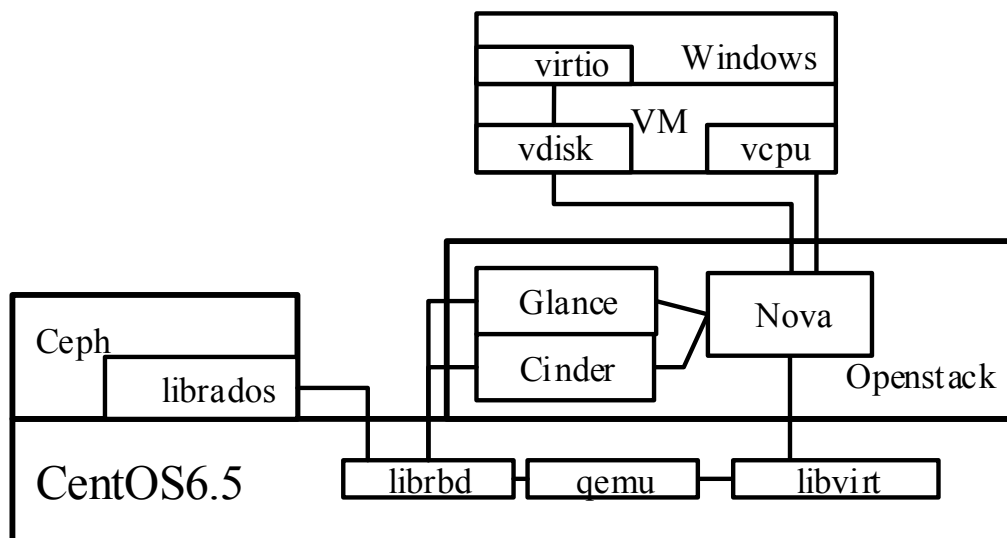 virtio
Windows
VM
vdisk
vcpu
Glance
Nova
Ceph
Cinder
Openstack
librados
CentOS6.5
librbd
qemu
libvirt